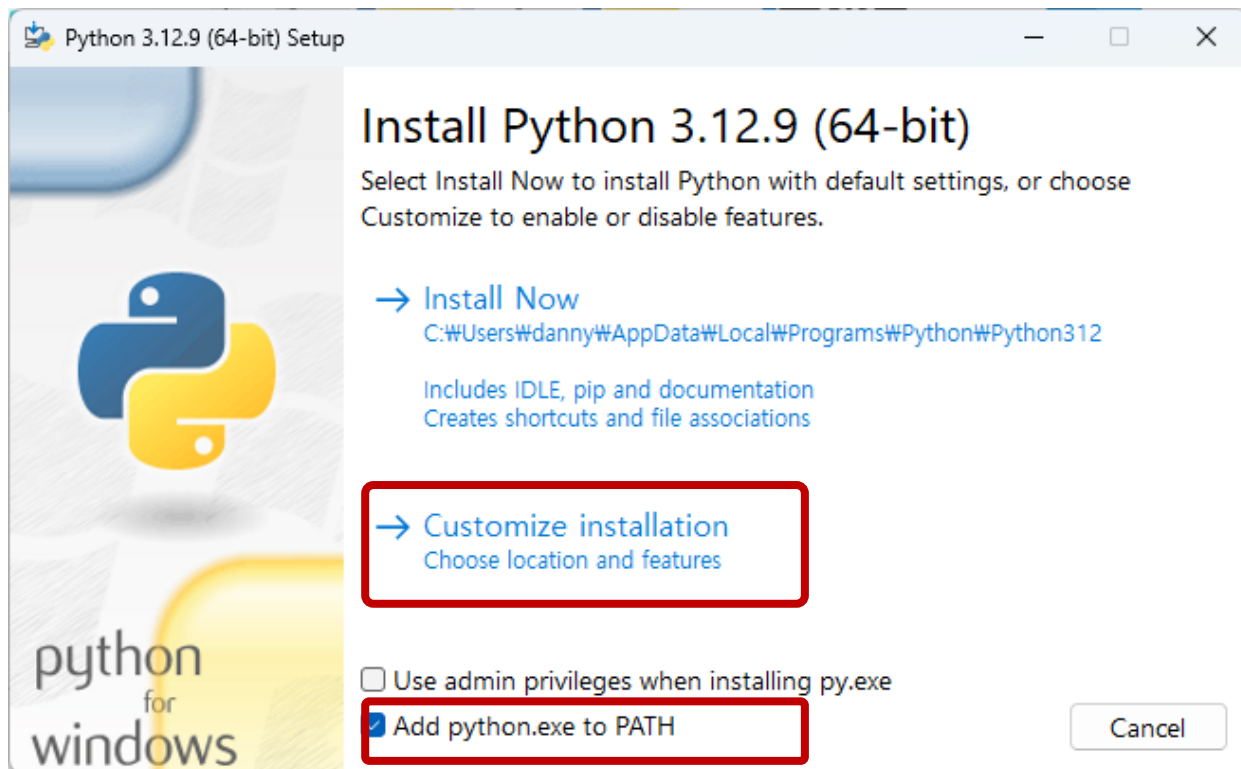 Python 3.12.9 (64-bit) Setup
Install Python 3.12.9 (64-bit)
Select Install Now to install Python with default settings, or choose
Customize to enable or disable features.
→ Install Now
C:₩Users₩danny₩AppData₩Local₩Programs₩Python₩Python312
Includes IDLE, pip and documentation
Creates shortcuts and file associations
→ Customize installation
Choose location and features
Use admin privileges when installing py.exe
Add python.exe to PATH
Cancel
python
for
windows